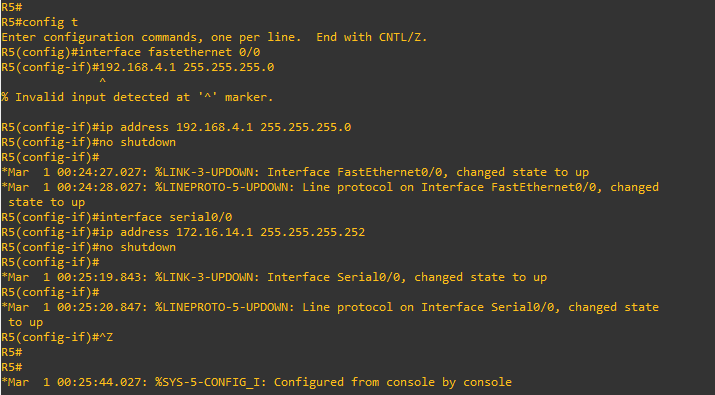 R5#
R5#config t
Enter configuration commands, one per line.  End with CNTL/Z.
R5(config)#interface fastethernet 0/0
R5(config-if)#192.168.4.1 255.255.255.0
              ^
% Invalid input detected at '^' marker.
R5(config-if)#ip address 192.168.4.1 255.255.255.0
R5(config-if)#no shutdown
R5(config-if)#
*Mar  1 00:24:27.027: %LINK-3-UPDOWN: Interface FastEthernet0/0, changed state to up
*Mar  1 00:24:28.027: %LINEPROTO-5-UPDOWN: Line protocol on Interface FastEthernet0/0, changed
 state to up
R5(config-if)#interface serial0/0
R5(config-if)#ip address 172.16.14.1 255.255.255.252
R5(config-if)#no shutdown
R5(config-if)#
*Mar  1 00:25:19.843: %LINK-3-UPDOWN: Interface Serial0/0, changed state to up
R5(config-if)#
*Mar  1 00:25:20.847: %LINEPROTO-5-UPDOWN: Line protocol on Interface Serial0/0, changed state
 to up
R5(config-if)#^Z
R5#
R5#
*Mar  1 00:25:44.027: %SYS-5-CONFIG_I: Configured from console by console